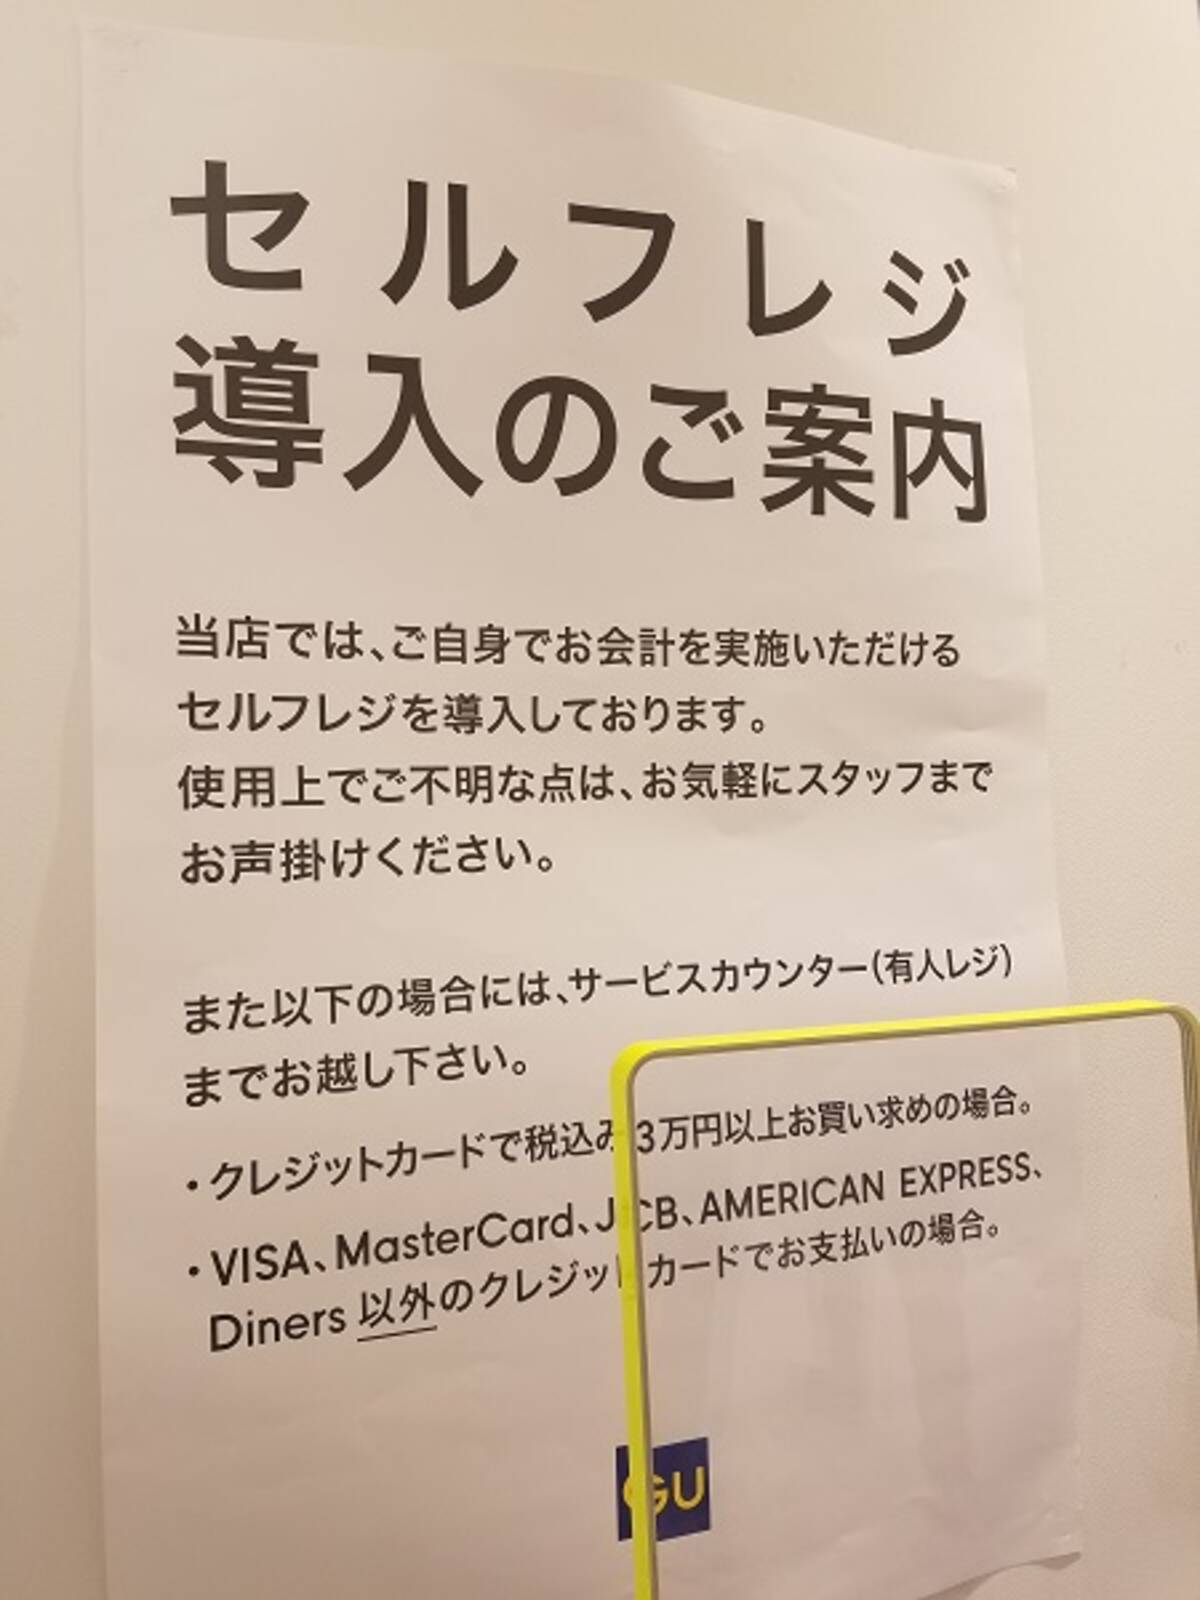 セルフレジ
導入のご案内
当店では、ご自身でお会計を実施いただける
セルフレジを導入しております。
使用上でご不明な点は、お気軽にスタッフまで
お声掛けください。
また以下の場合には、サービスカウンター(有人レジ)
までお越し下さい。
・クレジットカードで税込み3万円以上お買い求めの場合。
・VISA、MasterCard、JCB、AMERICAN EXPRESS、
Diners 以外のクレジットカードでお支払いの場合。
GU